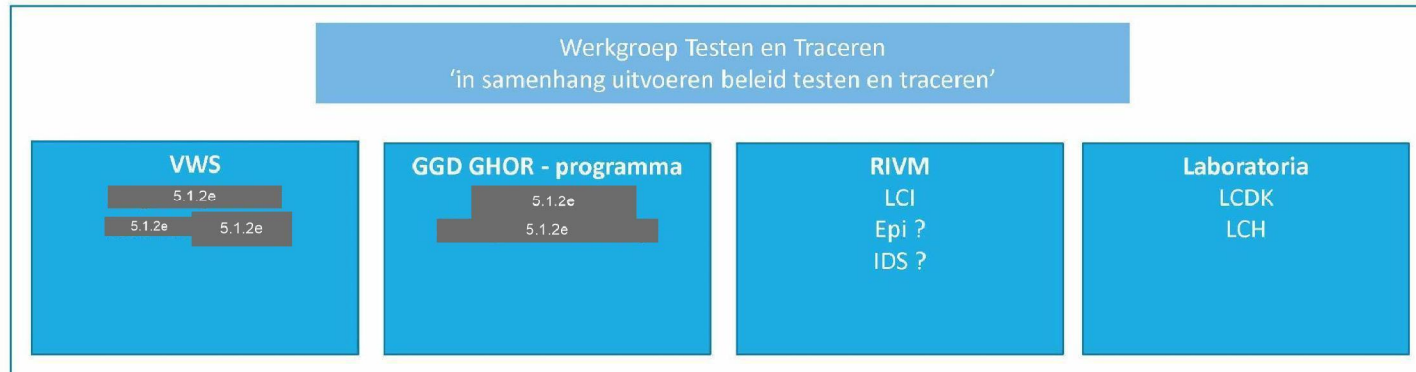 Werkgroep Testen en Traceren
‘in samenhang uitvoeren beleid testen en traceren’
VWS
5.1.2e
5.1.2e 5.1.2e
GGD GHOR - programma
5.1.2e
5.1.2e
RIVM
LCI
Epi ?
IDS ?
Laboratoria
LCDK
LCH